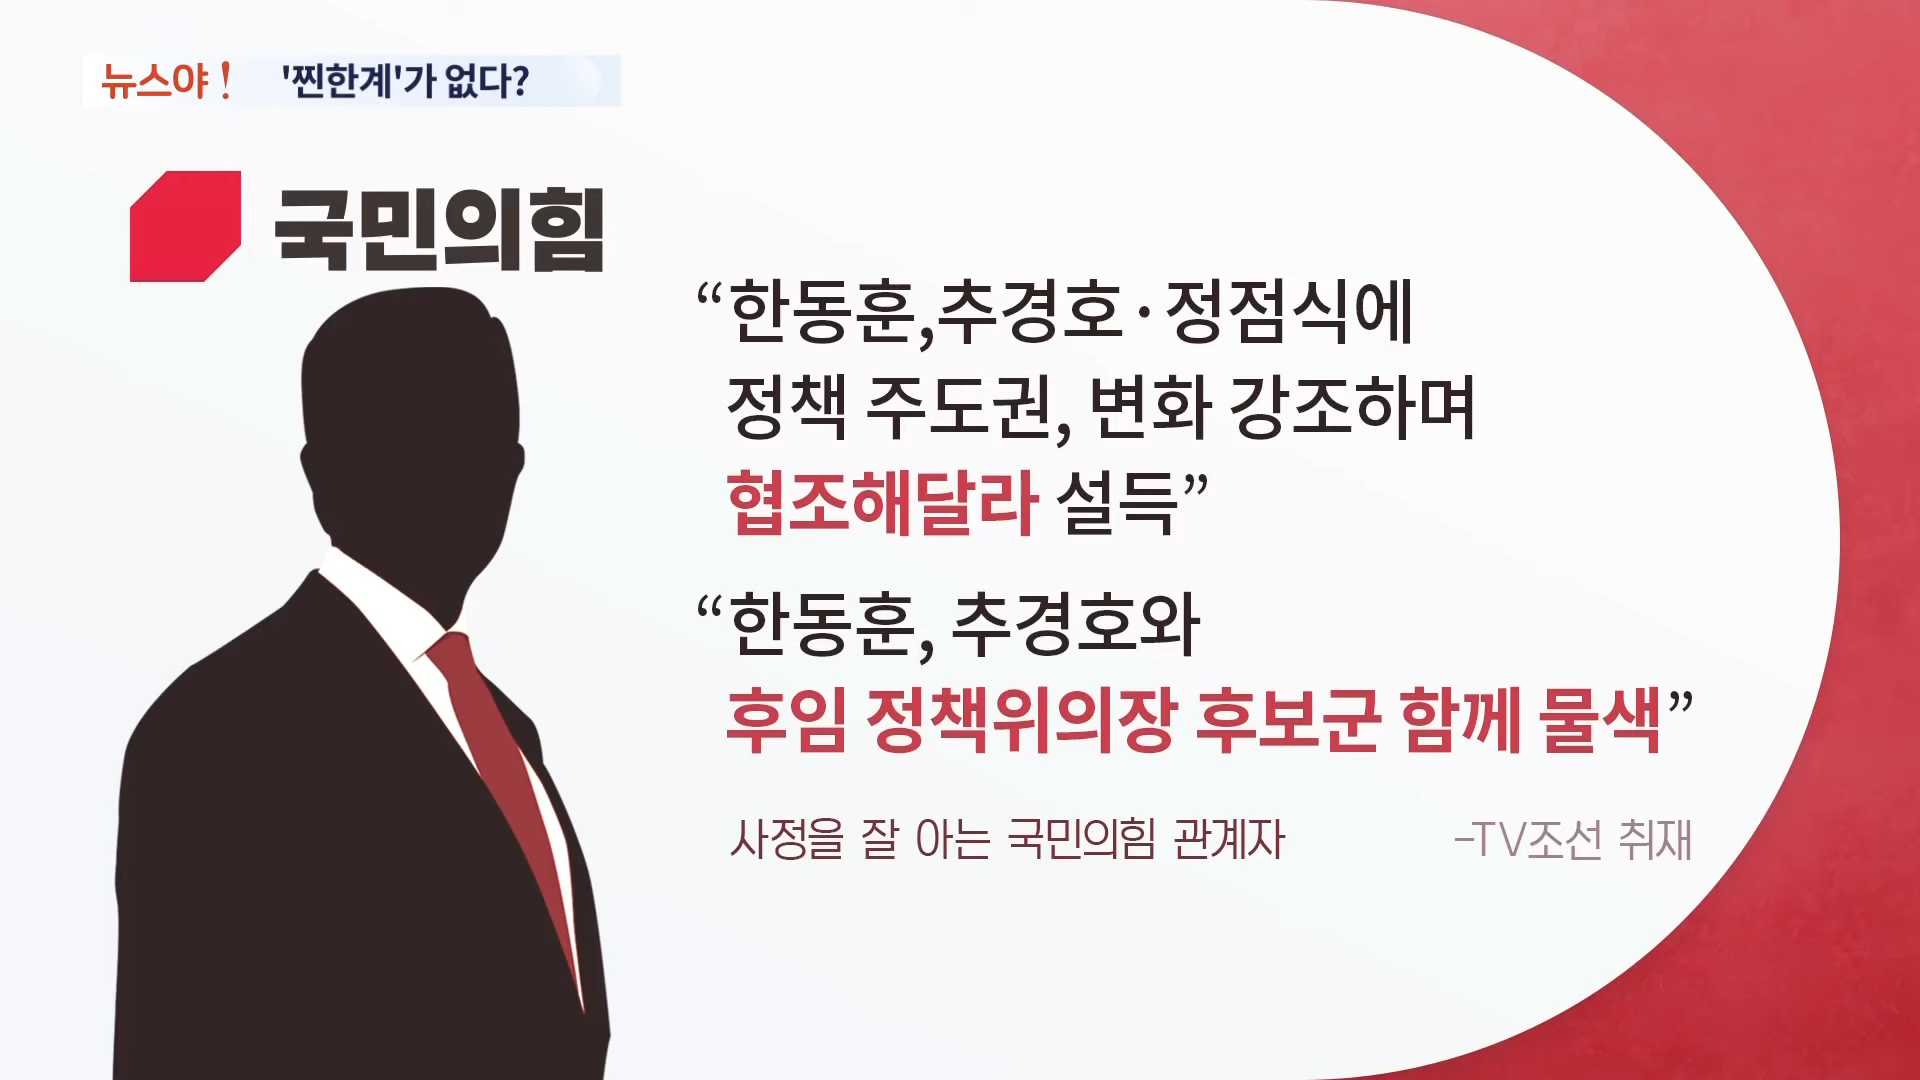 뉴스야! '찐한계'가 없다?
국민의힘
“한동훈,추경호·정점식에
정책 주도권, 변화 강조하며
협조해달라 설득”
“한동훈, 추경호와
후임 정책위의장 후보군 함께 물색”
사정을 잘 아는 국민의힘 관계자 -TV조선 취재